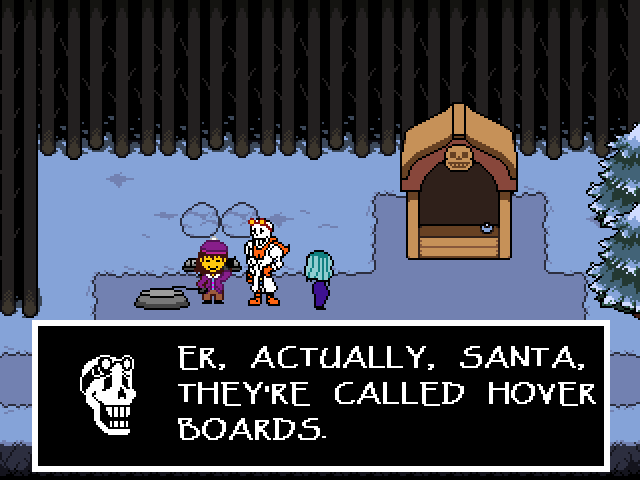 ER, ACTUALLY, SANTA,
THEY'RE CALLED HOVER
BOARDS.